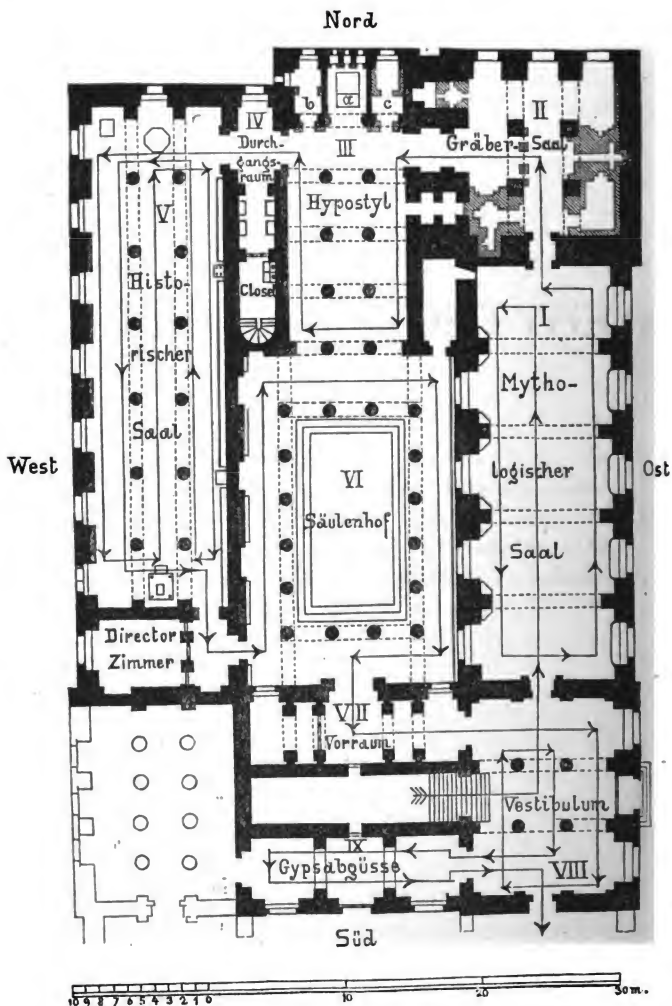 Nord
b
a
c
IV
Durch-
gangs-
raum
III
Hypostyl
II
Gräber-Saal
V
Histo-
rischer
Saal
Closet
I
Mytho-
logischer
Saal
West
Ost
VI
Säulenhof
Director
Zimmer
VII
Vorraum
Vestibulum
IX
Gypsabgüsse
VIII
Süd
10 9 8 7 6 5 4 3 2 1 0 10 20 30 m.